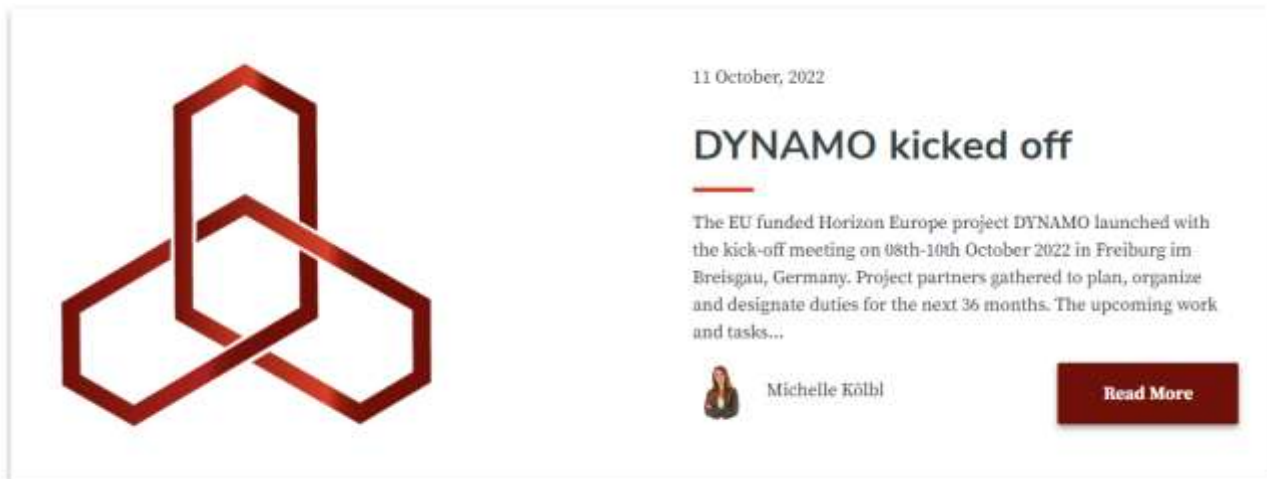 11 October, 2022
DYNAMO kicked off
The EU funded Horizon Europe project DYNAMO launched with
the kick-off meeting on 08th-10th October 2022 in Freiburg im
Breisgau, Germany. Project partners gathered to plan, organize
and designate duties for the next 36 months. The upcoming work
and tasks...
Michelle Kölbl
Read More